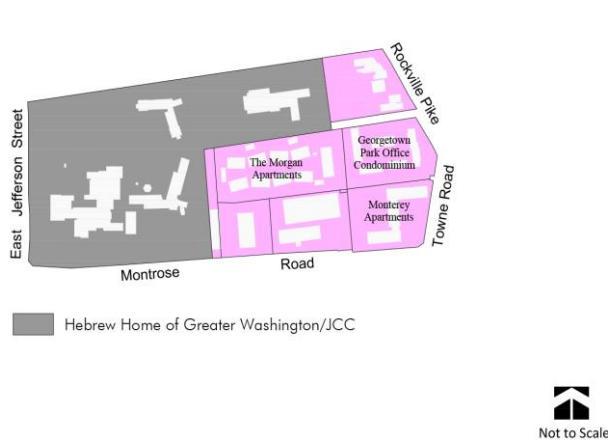 Rockville Pike
East Jefferson Street
The Morgan
Apartments
Georgetown
Park Office
Condominium
Monterey
Apartments
Towne Road
Montrose Road
Hebrew Home of Greater Washington/JCC
Not to Scale